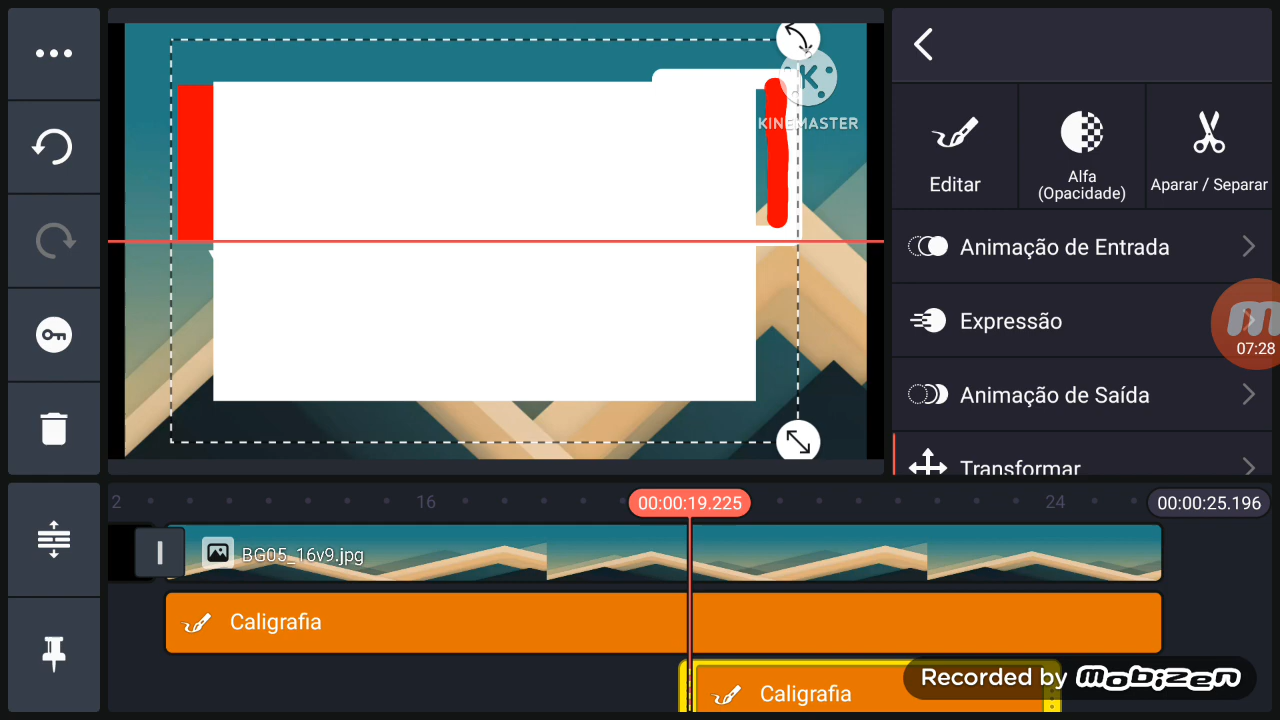 KINEMASTER
Editar
Alfa
(Opacidade)
Aparar / Separar
Animação de Entrada
Expressão
07:28
Animação de Saída
Transformar
2
16
00:00:19.225
24
00:00:25.196
BG05_16v9.jpg
Caligrafia
Caligrafia
Recorded by mobizen